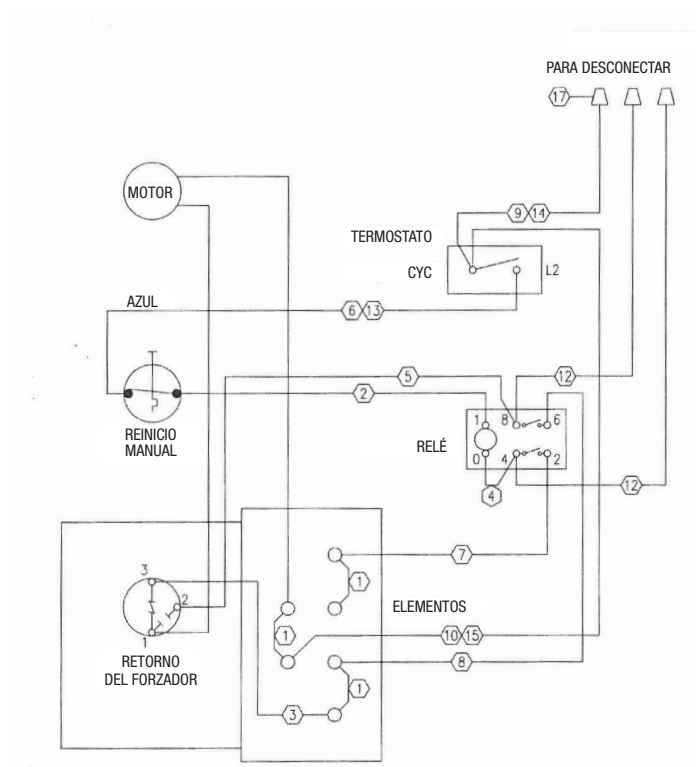 PARA DESCONECTAR
17
MOTOR
9 14
TERMOSTATO
CYC
L2
AZUL
6 13
5
12
2
1 8 6
RELÉ
0 4 2
REINICIO
MANUAL
4
12
7
3
1
2
ELEMENTOS
1
10 15
1
RETORNO
DEL FORZADOR
8
1
3